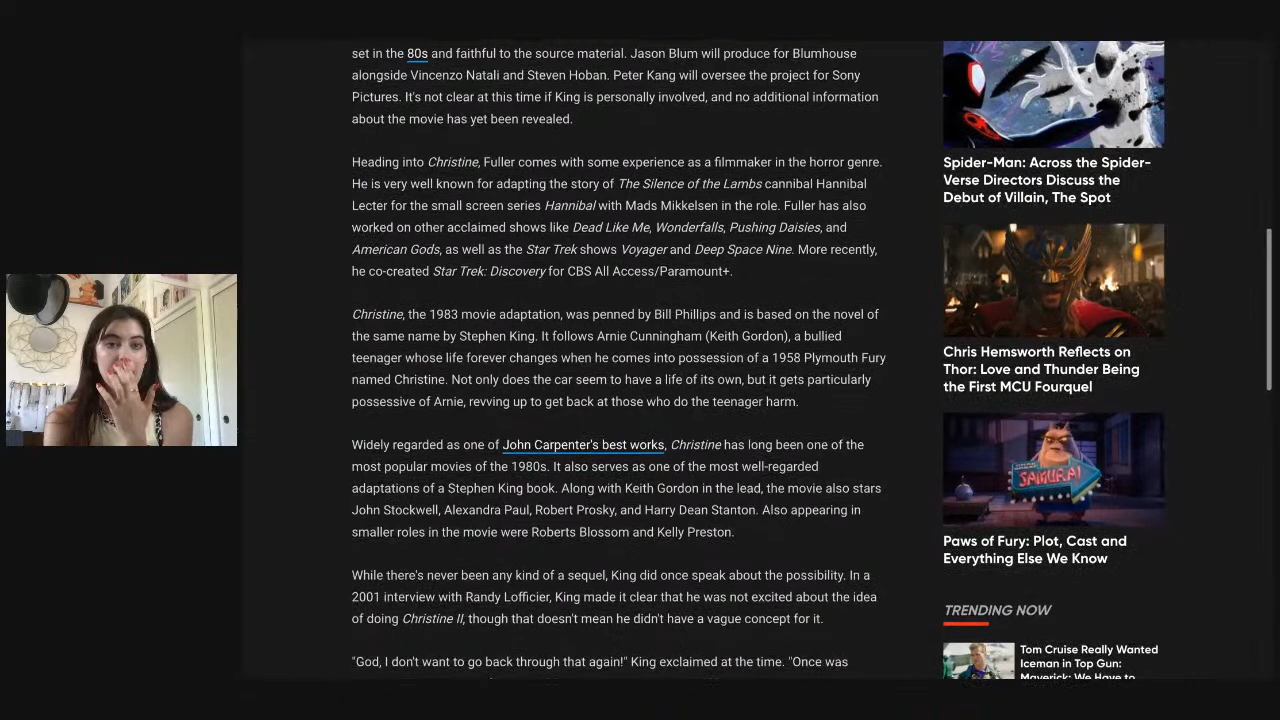 set in the 80s and faithful to the source material. Jason Blum will produce for Blumhouse
alongside Vincenzo Natali and Steven Hoban. Peter Kang will oversee the project for Sony
Pictures. It's not clear at this time if King is personally involved, and no additional information
about the movie has yet been revealed.
Heading into Christine, Fuller comes with some experience as a filmmaker in the horror genre.
He is very well known for adapting the story of The Silence of the Lambs cannibal Hannibal
Lecter for the small screen series Hannibal with Mads Mikkelsen in the role. Fuller has also
worked on other acclaimed shows like Dead Like Me, Wonderfalls, Pushing Daisies, and
American Gods, as well as the Star Trek shows Voyager and Deep Space Nine. More recently,
he co-created Star Trek: Discovery for CBS All Access/Paramount+.
Christine, the 1983 movie adaptation, was penned by Bill Phillips and is based on the novel of
the same name by Stephen King. It follows Arnie Cunningham (Keith Gordon), a bullied
teenager whose life forever changes when he comes into possession of a 1958 Plymouth Fury
named Christine. Not only does the car seem to have a life of its own, but it gets particularly
possessive of Arnie, revving up to get back at those who do the teenager harm.
Widely regarded as one of John Carpenter's best works, Christine has long been one of the
most popular movies of the 1980s. It also serves as one of the most well-regarded
adaptations of a Stephen King book. Along with Keith Gordon in the lead, the movie also stars
John Stockwell, Alexandra Paul, Robert Prosky, and Harry Dean Stanton. Also appearing in
smaller roles in the movie were Roberts Blossom and Kelly Preston.
While there's never been any kind of a sequel, King did once speak about the possibility. In a
2001 interview with Randy Lofficier, King made it clear that he was not excited about the idea
of doing Christine II, though that doesn't mean he didn't have a vague concept for it.
"God, I don't want to go back through that again!" King exclaimed at the time. "Once was
Spider-Man: Across the Spider-
Verse Directors Discuss the
Debut of Villain, The Spot
Chris Hemsworth Reflects on
Thor: Love and Thunder Being
the First MCU Fourquel
SAMURAI
Paws of Fury: Plot, Cast and
Everything Else We Know
TRENDING NOW
Tom Cruise Really Wanted
Iceman in Top Gun:
Maverick: We Have to